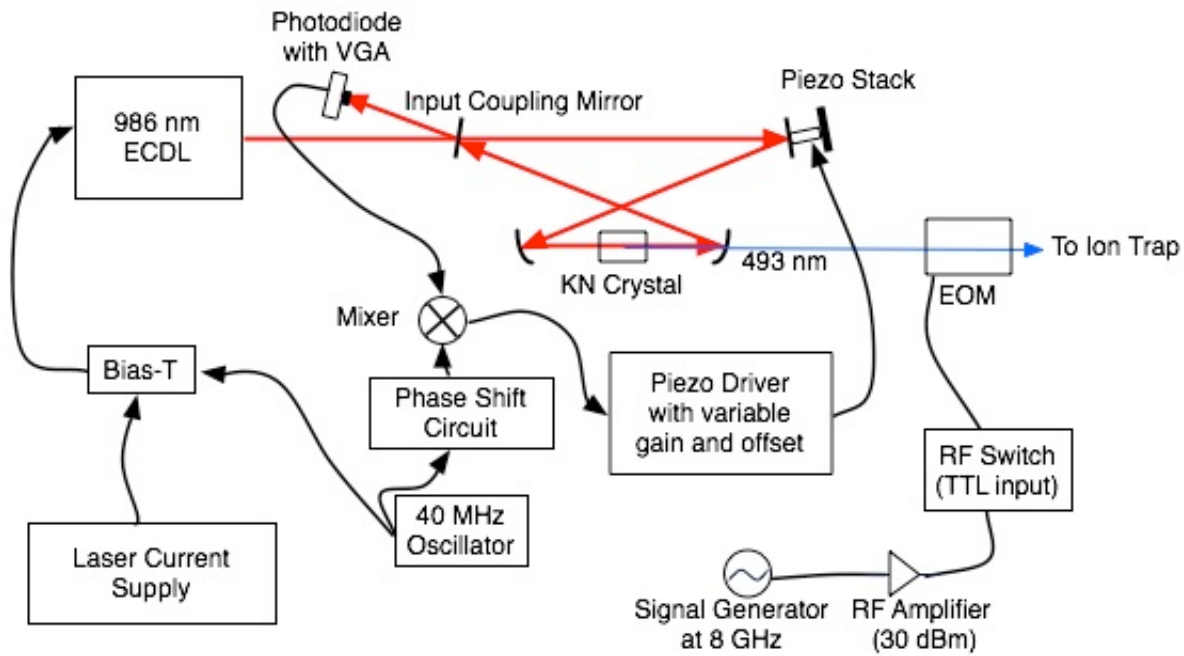 Photodiode
with VGA
986 nm
ECDL
Input Coupling Mirror
Piezo Stack
KN Crystal
493 nm
To Ion Trap
EOM
Mixer
Bias-T
Phase Shift
Circuit
Piezo Driver
with variable
gain and offset
RF Switch
(TTL input)
40 MHz
Oscillator
Laser Current
Supply
Signal Generator
at 8 GHz
RF Amplifier
(30 dBm)